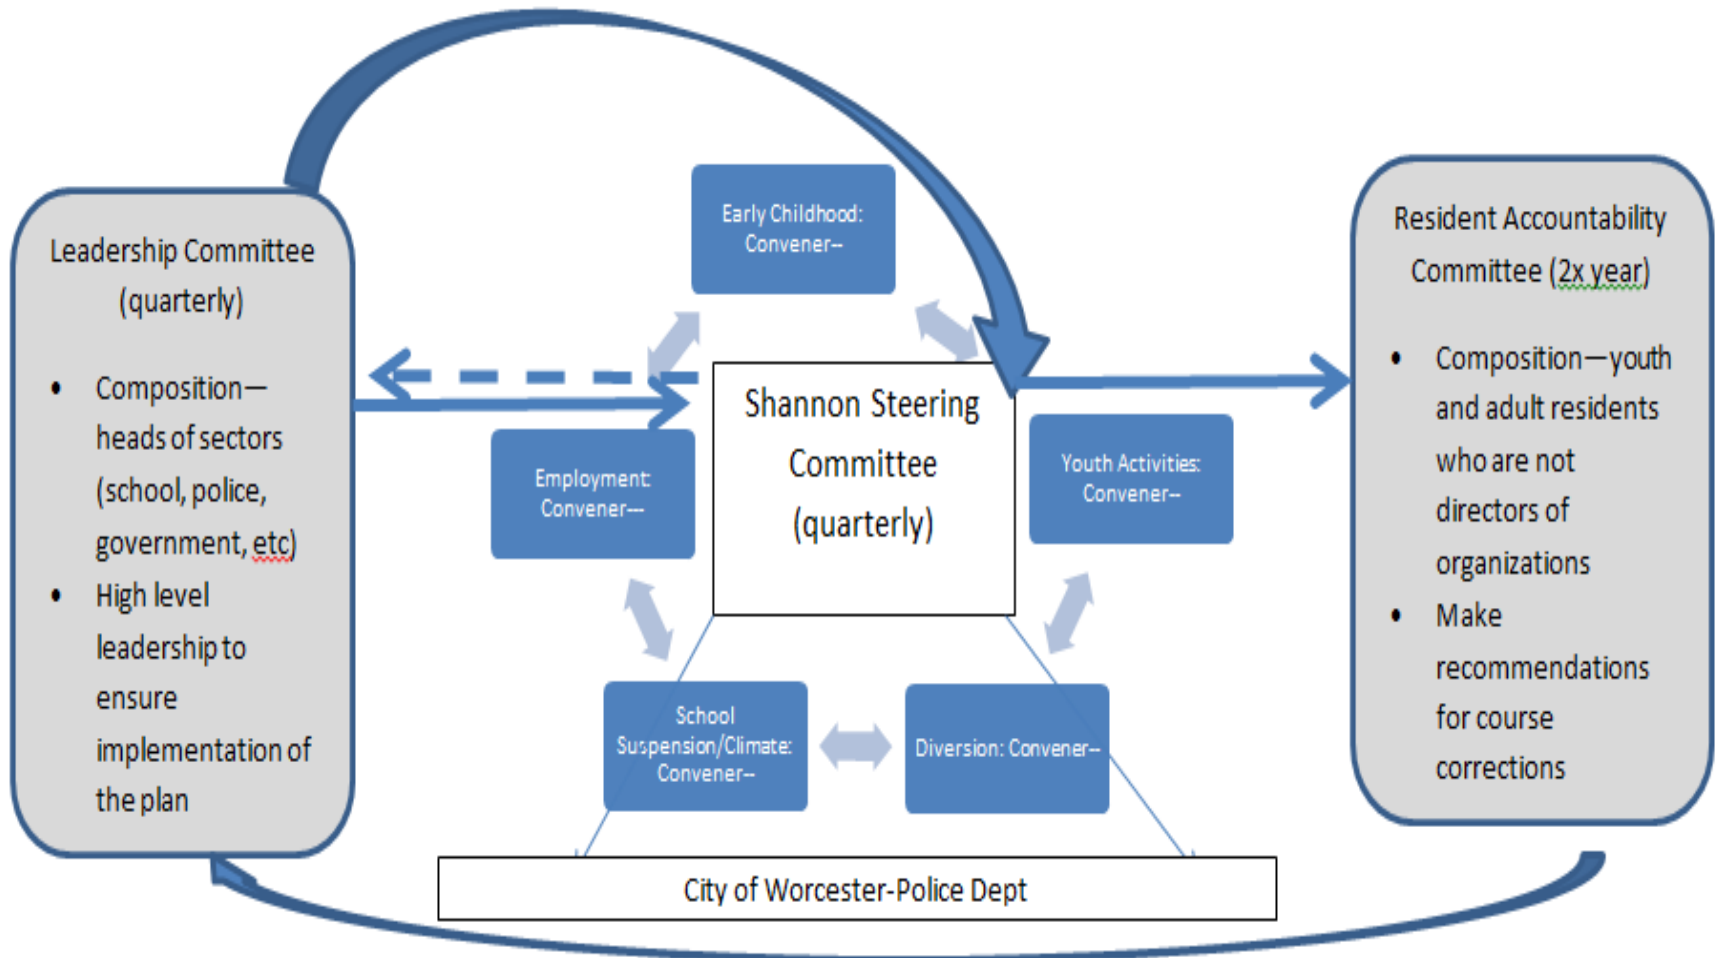 Leadership Committee
(quarterly)
• Composition—
heads of sectors
(school, police,
government, etc)
• High level
leadership to
ensure
implementation of
the plan
Early Childhood:
Convener--
Employment:
Convener---
Shannon Steering
Committee
(quarterly)
Youth Activities:
Convener--
School
Suspension/Climate:
Convener--
Diversion: Convener--
City of Worcester-Police Dept
Resident Accountability
Committee (2x year)
• Composition—youth
and adult residents
who are not
directors of
organizations
• Make
recommendations
for course
corrections